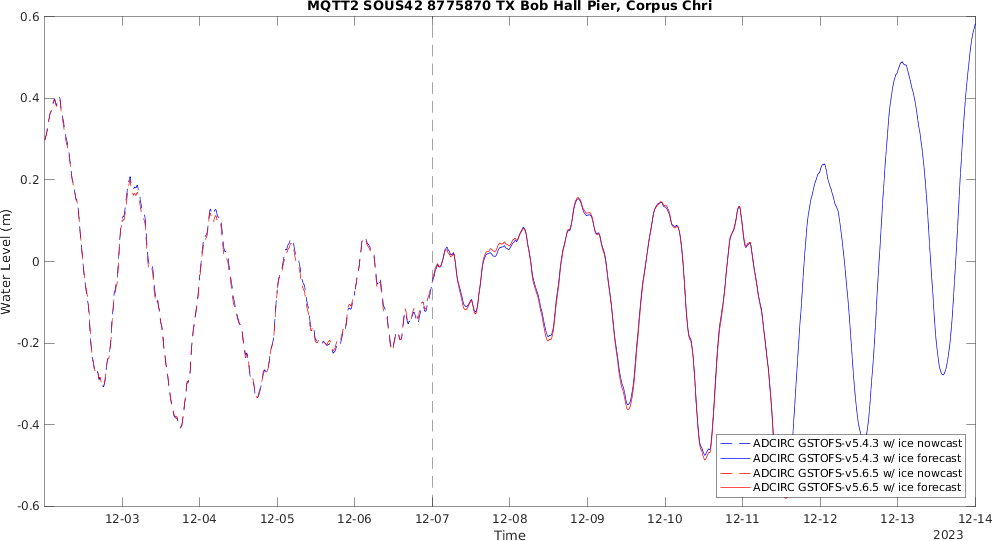 MQTT2 SOUS42 8775870 TX Bob Hall Pier, Corpus Chri
0.6
0.4
0.2
0
-0.2
-0.4
-0.6
Water Level (m)
ADCIRC GSTOFS-v5.4.3 w/ ice nowcast
ADCIRC GSTOFS-v5.4.3 w/ ice forecast
ADCIRC GSTOFS-v5.6.5 w/ ice nowcast
ADCIRC GSTOFS-v5.6.5 w/ ice forecast
12-03 12-04 12-05 12-06 12-07 12-08 12-09 12-10 12-11 12-12 12-13 12-14
Time
2023